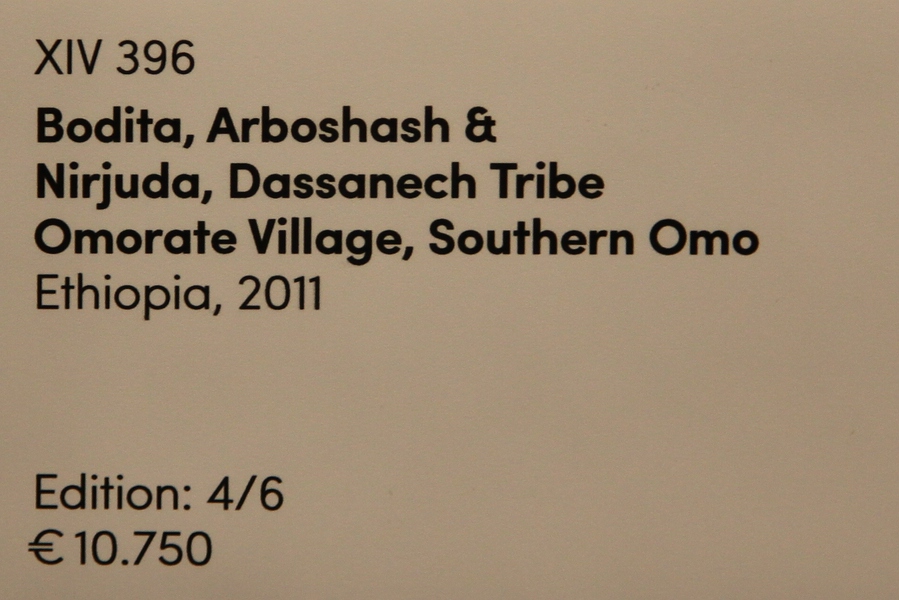 XIV 396
Bodita, Arboshash &
Nirjuda, Dassanech Tribe
Omorate Village, Southern Omo
Ethiopia, 2011
Edition: 4/6
€ 10.750